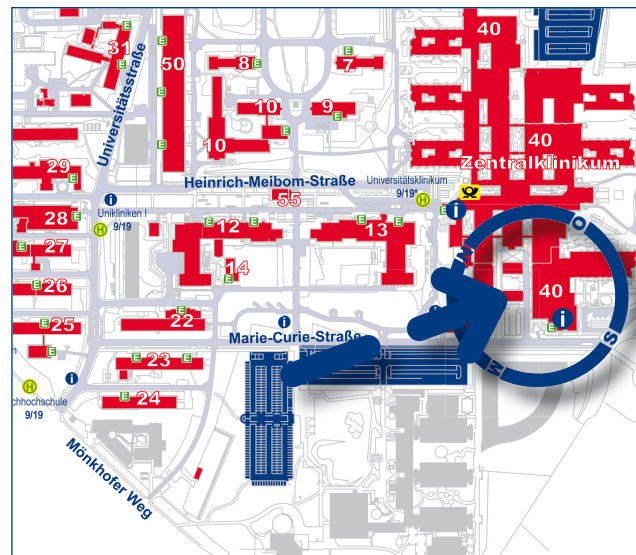 31
50
8
7
40
10
9
10
40
Zentralklinikum
Universitätsstraße
29
Heinrich-Meibom-Straße
Universitätsklinikum
9/19*
55
28
Unikliniken I
9/19
12
13
27
14
26
40
M O S M
25
22
Marie-Curie-Straße
23
chhochschule
9/19
24
Mönkhofer Weg
E
H
i